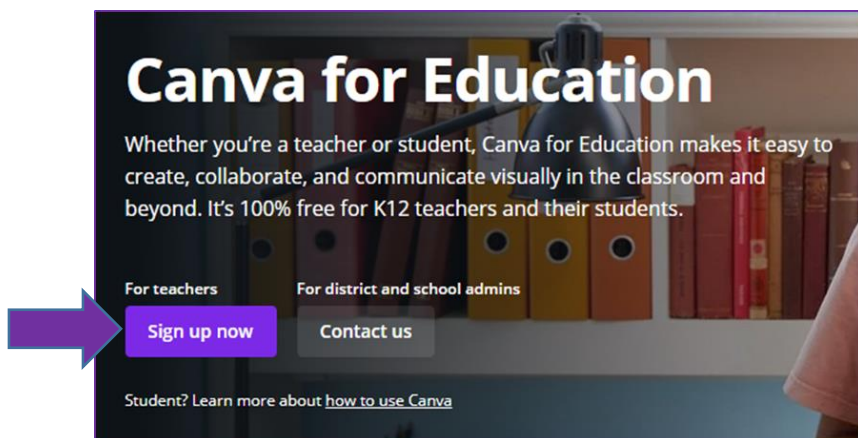 Canva for Education
Whether you’re a teacher or student, Canva for Education makes it easy to
create, collaborate, and communicate visually in the classroom and
beyond. It’s 100% free for K12 teachers and their students.
For teachers
For district and school admins
Sign up now
Contact us
Student? Learn more about how to use Canva